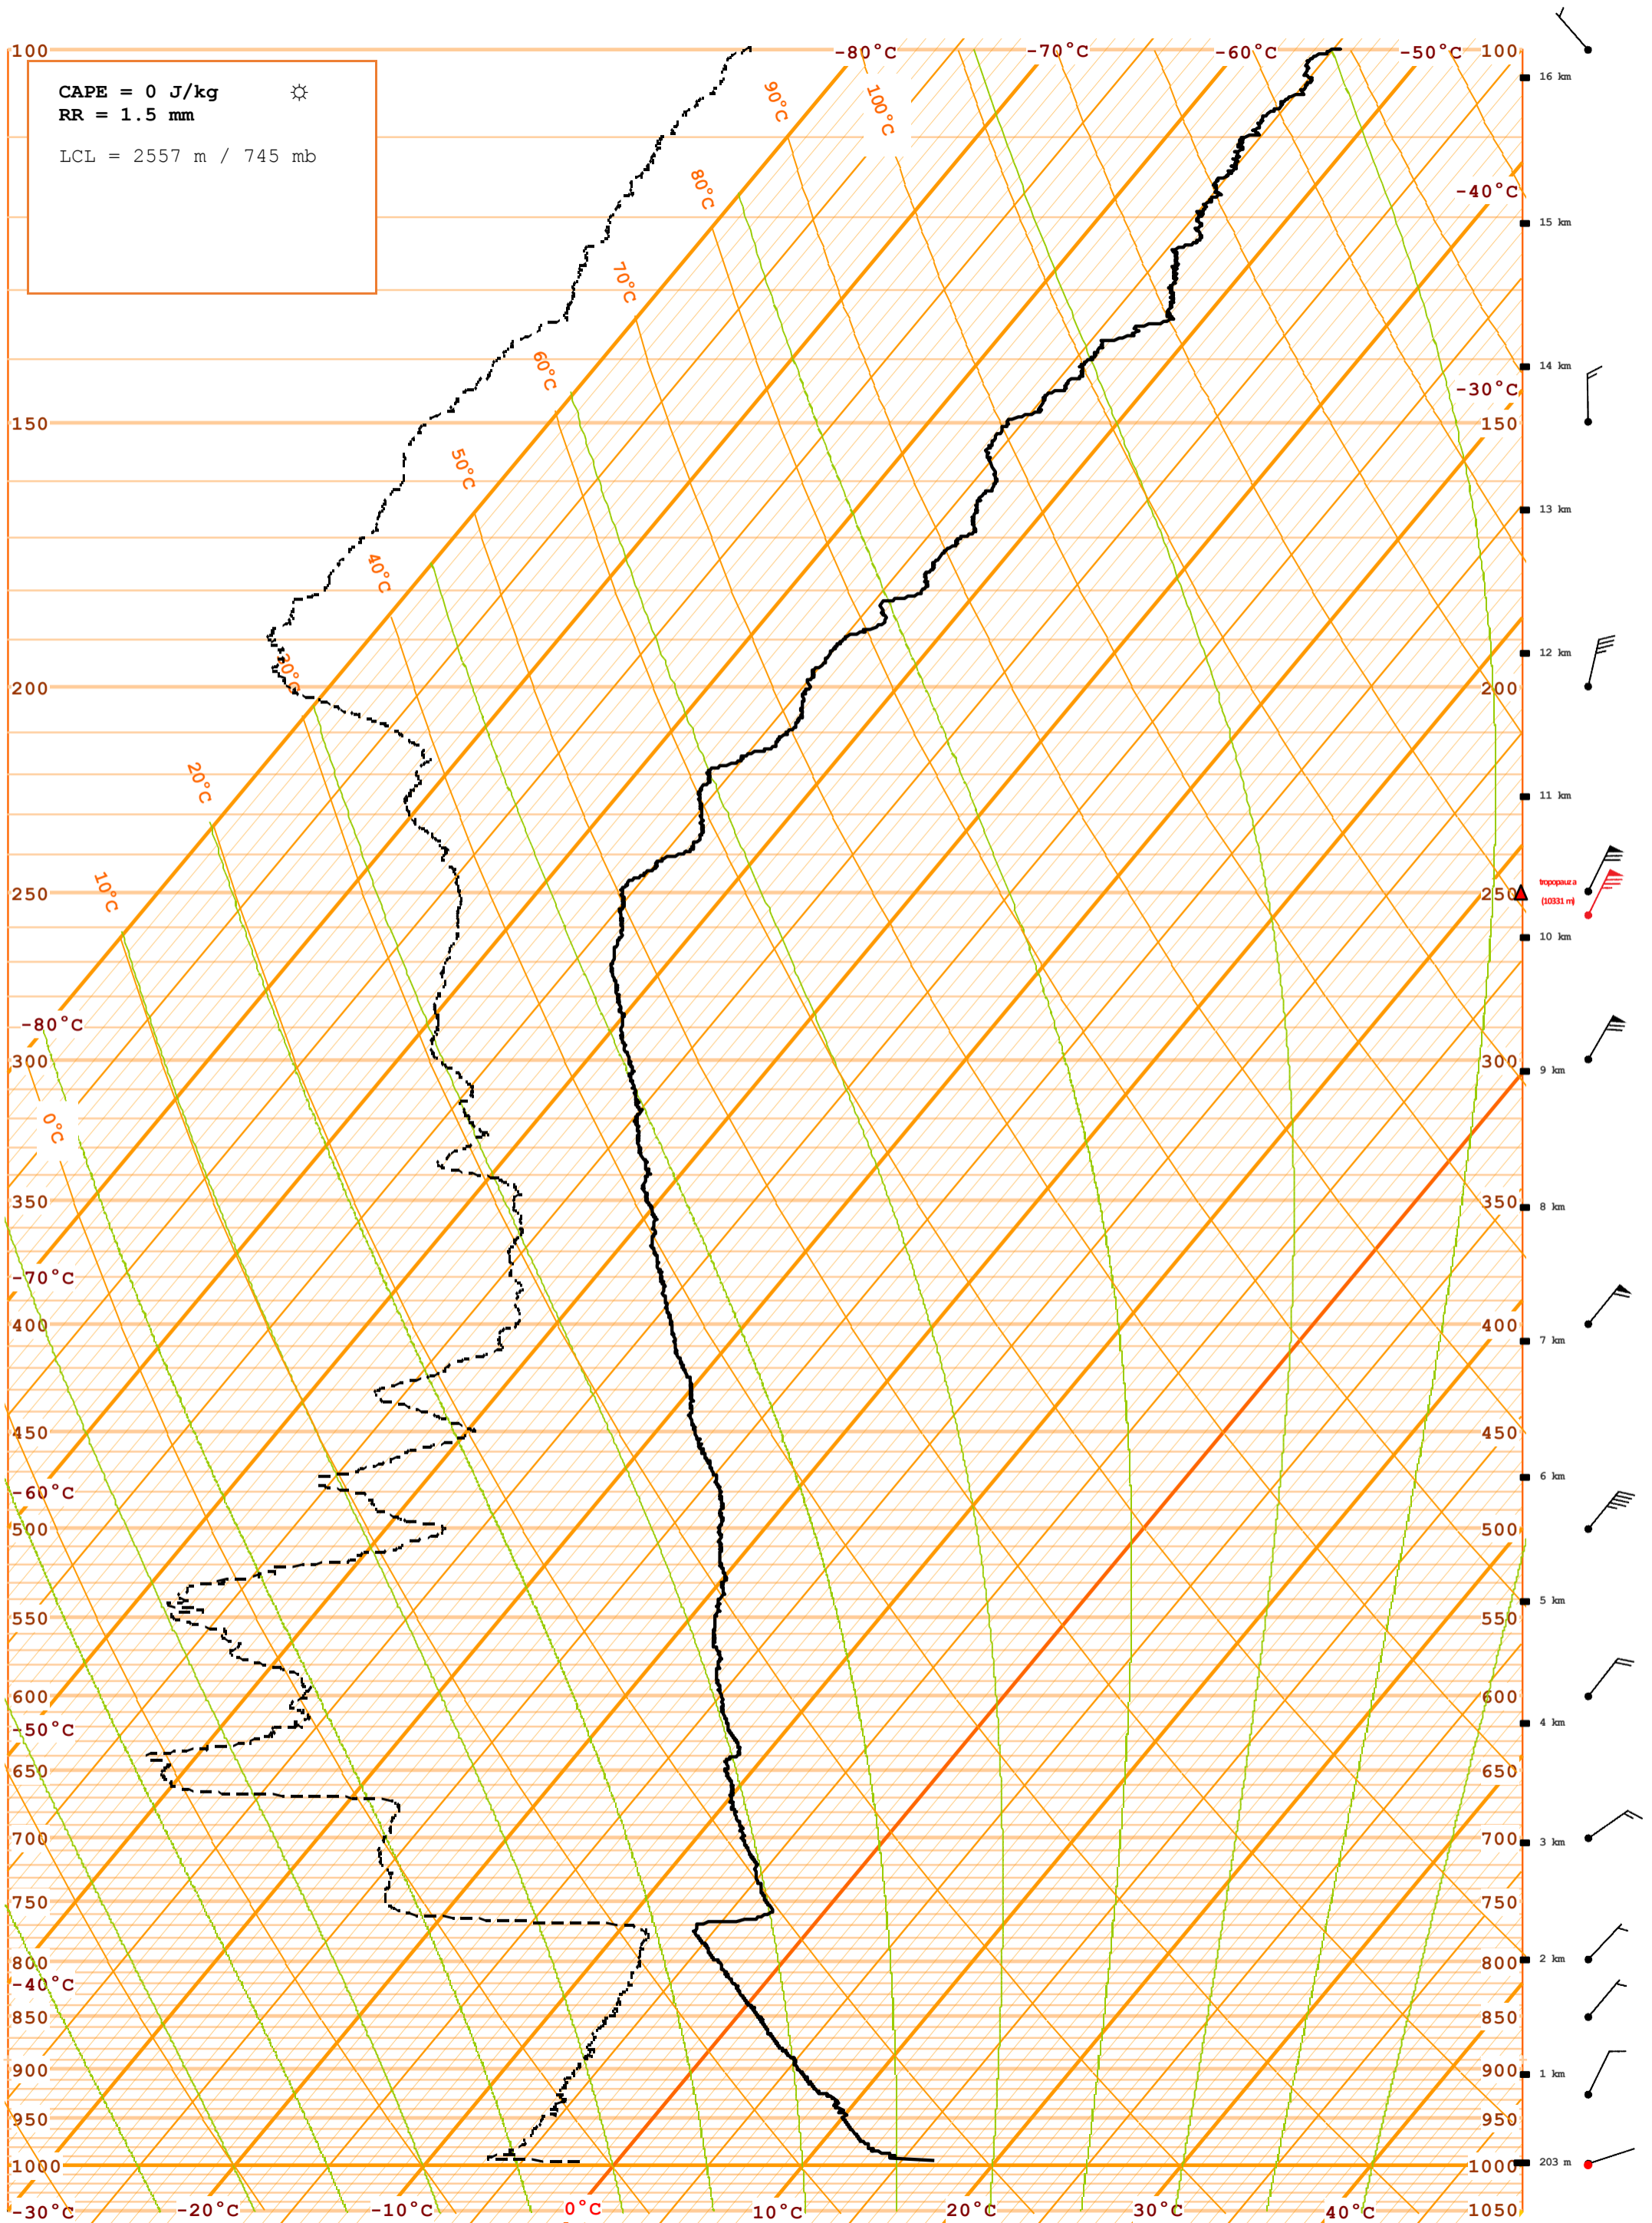 100 -80°C -70°C -60°C -50°C 100
CAPE = 0 J/kg ☼
RR = 1.5 mm
LCL = 2557 m / 745 mb
16 km
90°C 100°C
80°C -40°C
15 km
70°C
60°C 14 km
-30°C
150 150
50°C
13 km
40°C
12 km
30°C
200 200
20°C
11 km
10°C
250 250 tropopauza
(10331 m)
10 km
-80°C
300 300
9 km
0°C
350 350
8 km
-70°C
400 400
7 km
450 450
6 km
-60°C
500 500
5 km
550 550
600 600
4 km
-50°C
650 650
700 700
3 km
750 750
800 800 2 km
-40°C
850 850
900 900
1 km
950 950
1000 1000 203 m
-30°C -20°C -10°C 0°C 10°C 20°C 30°C 40°C 1050